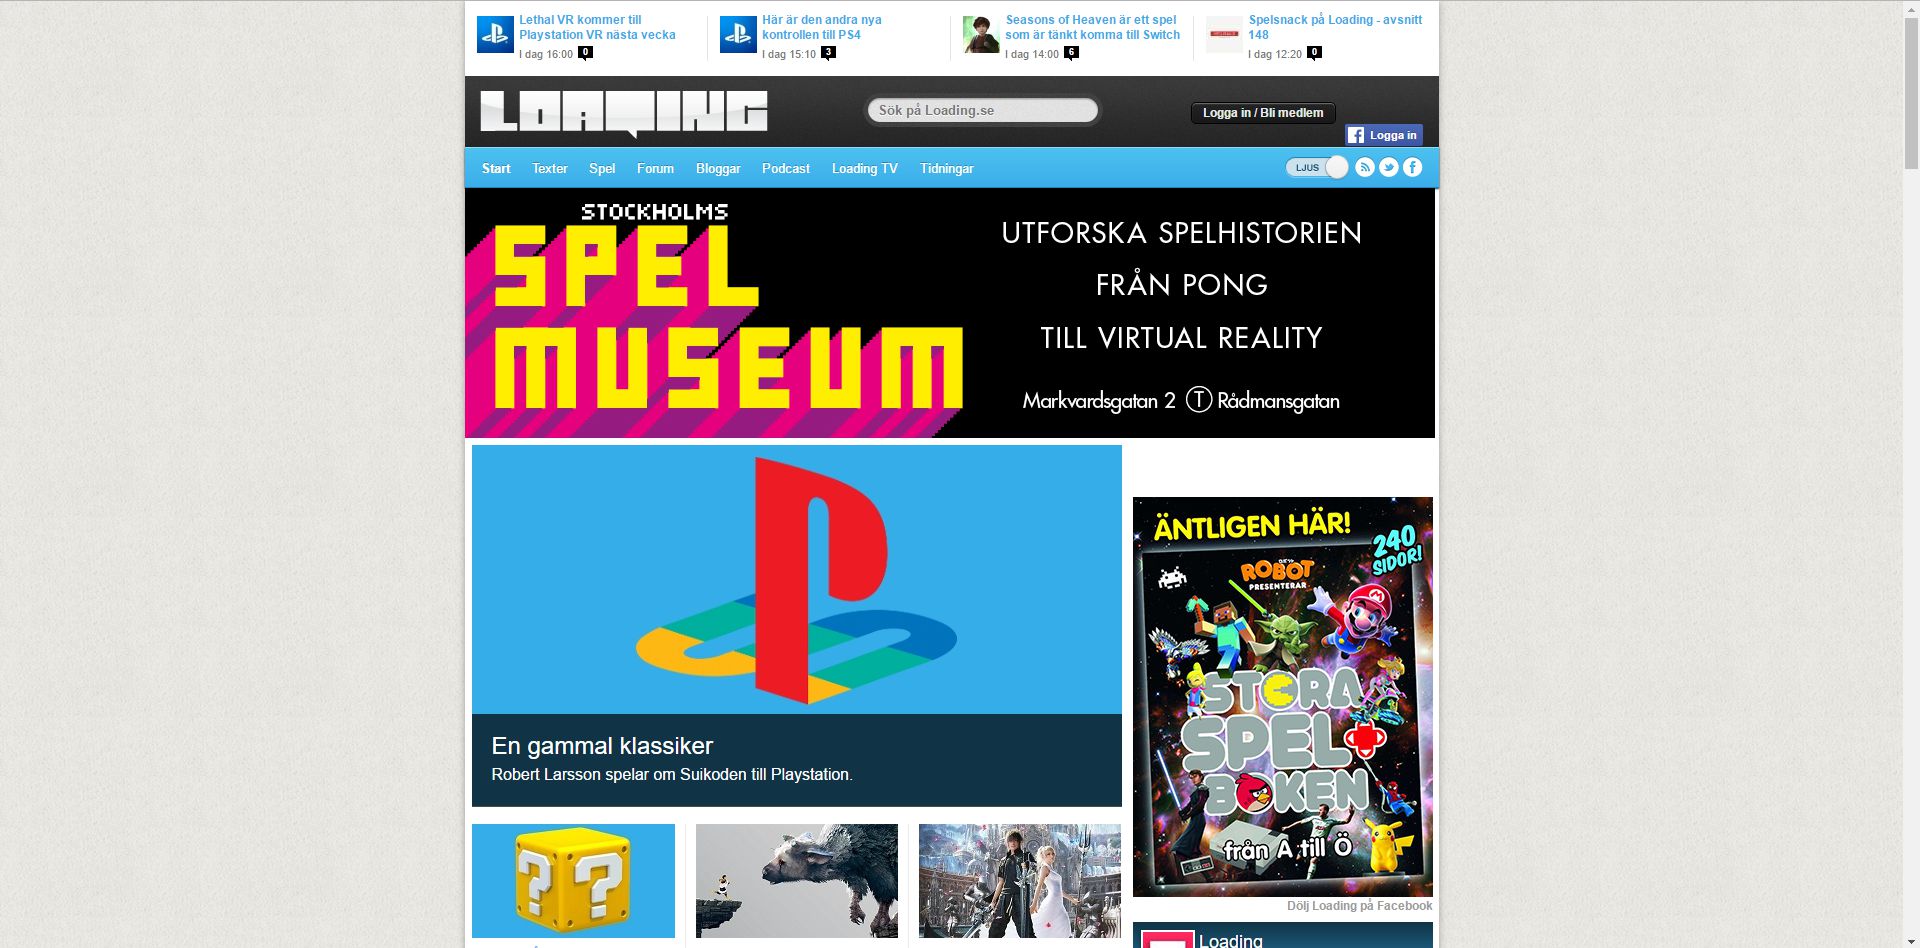 Lethal VR kommer till
Playstation VR nästa vecka
I dag 16:00 0
Här är den andra nya
kontrollen till PS4
I dag 15:10 3
Seasons of Heaven är ett spel
som är tänkt komma till Switch
I dag 14:00 6
Spelsnack på Loading - avsnitt
148
I dag 12:20 0
LOADING
Sök på Loading.se
Logga in / Bli medlem
Logga in
Start Texter Spel Forum Bloggar Podcast Loading TV Tidningar
LJUS
STOCKHOLMS
SPEL
MUSEUM
UTFORSKA SPELHISTORIEN
FRÅN PONG
TILL VIRTUAL REALITY
Markvardsgatan 2 T Rådmansgatan
En gammal klassiker
Robert Larsson spelar om Suikoden till Playstation.
ÄNTLIGEN HÄR!
240
SIDOR!
ROBOT
PRESENTERAR
STORA
SPEL
BOKEN
från A till Ö
Dölj Loading på Facebook
Loading